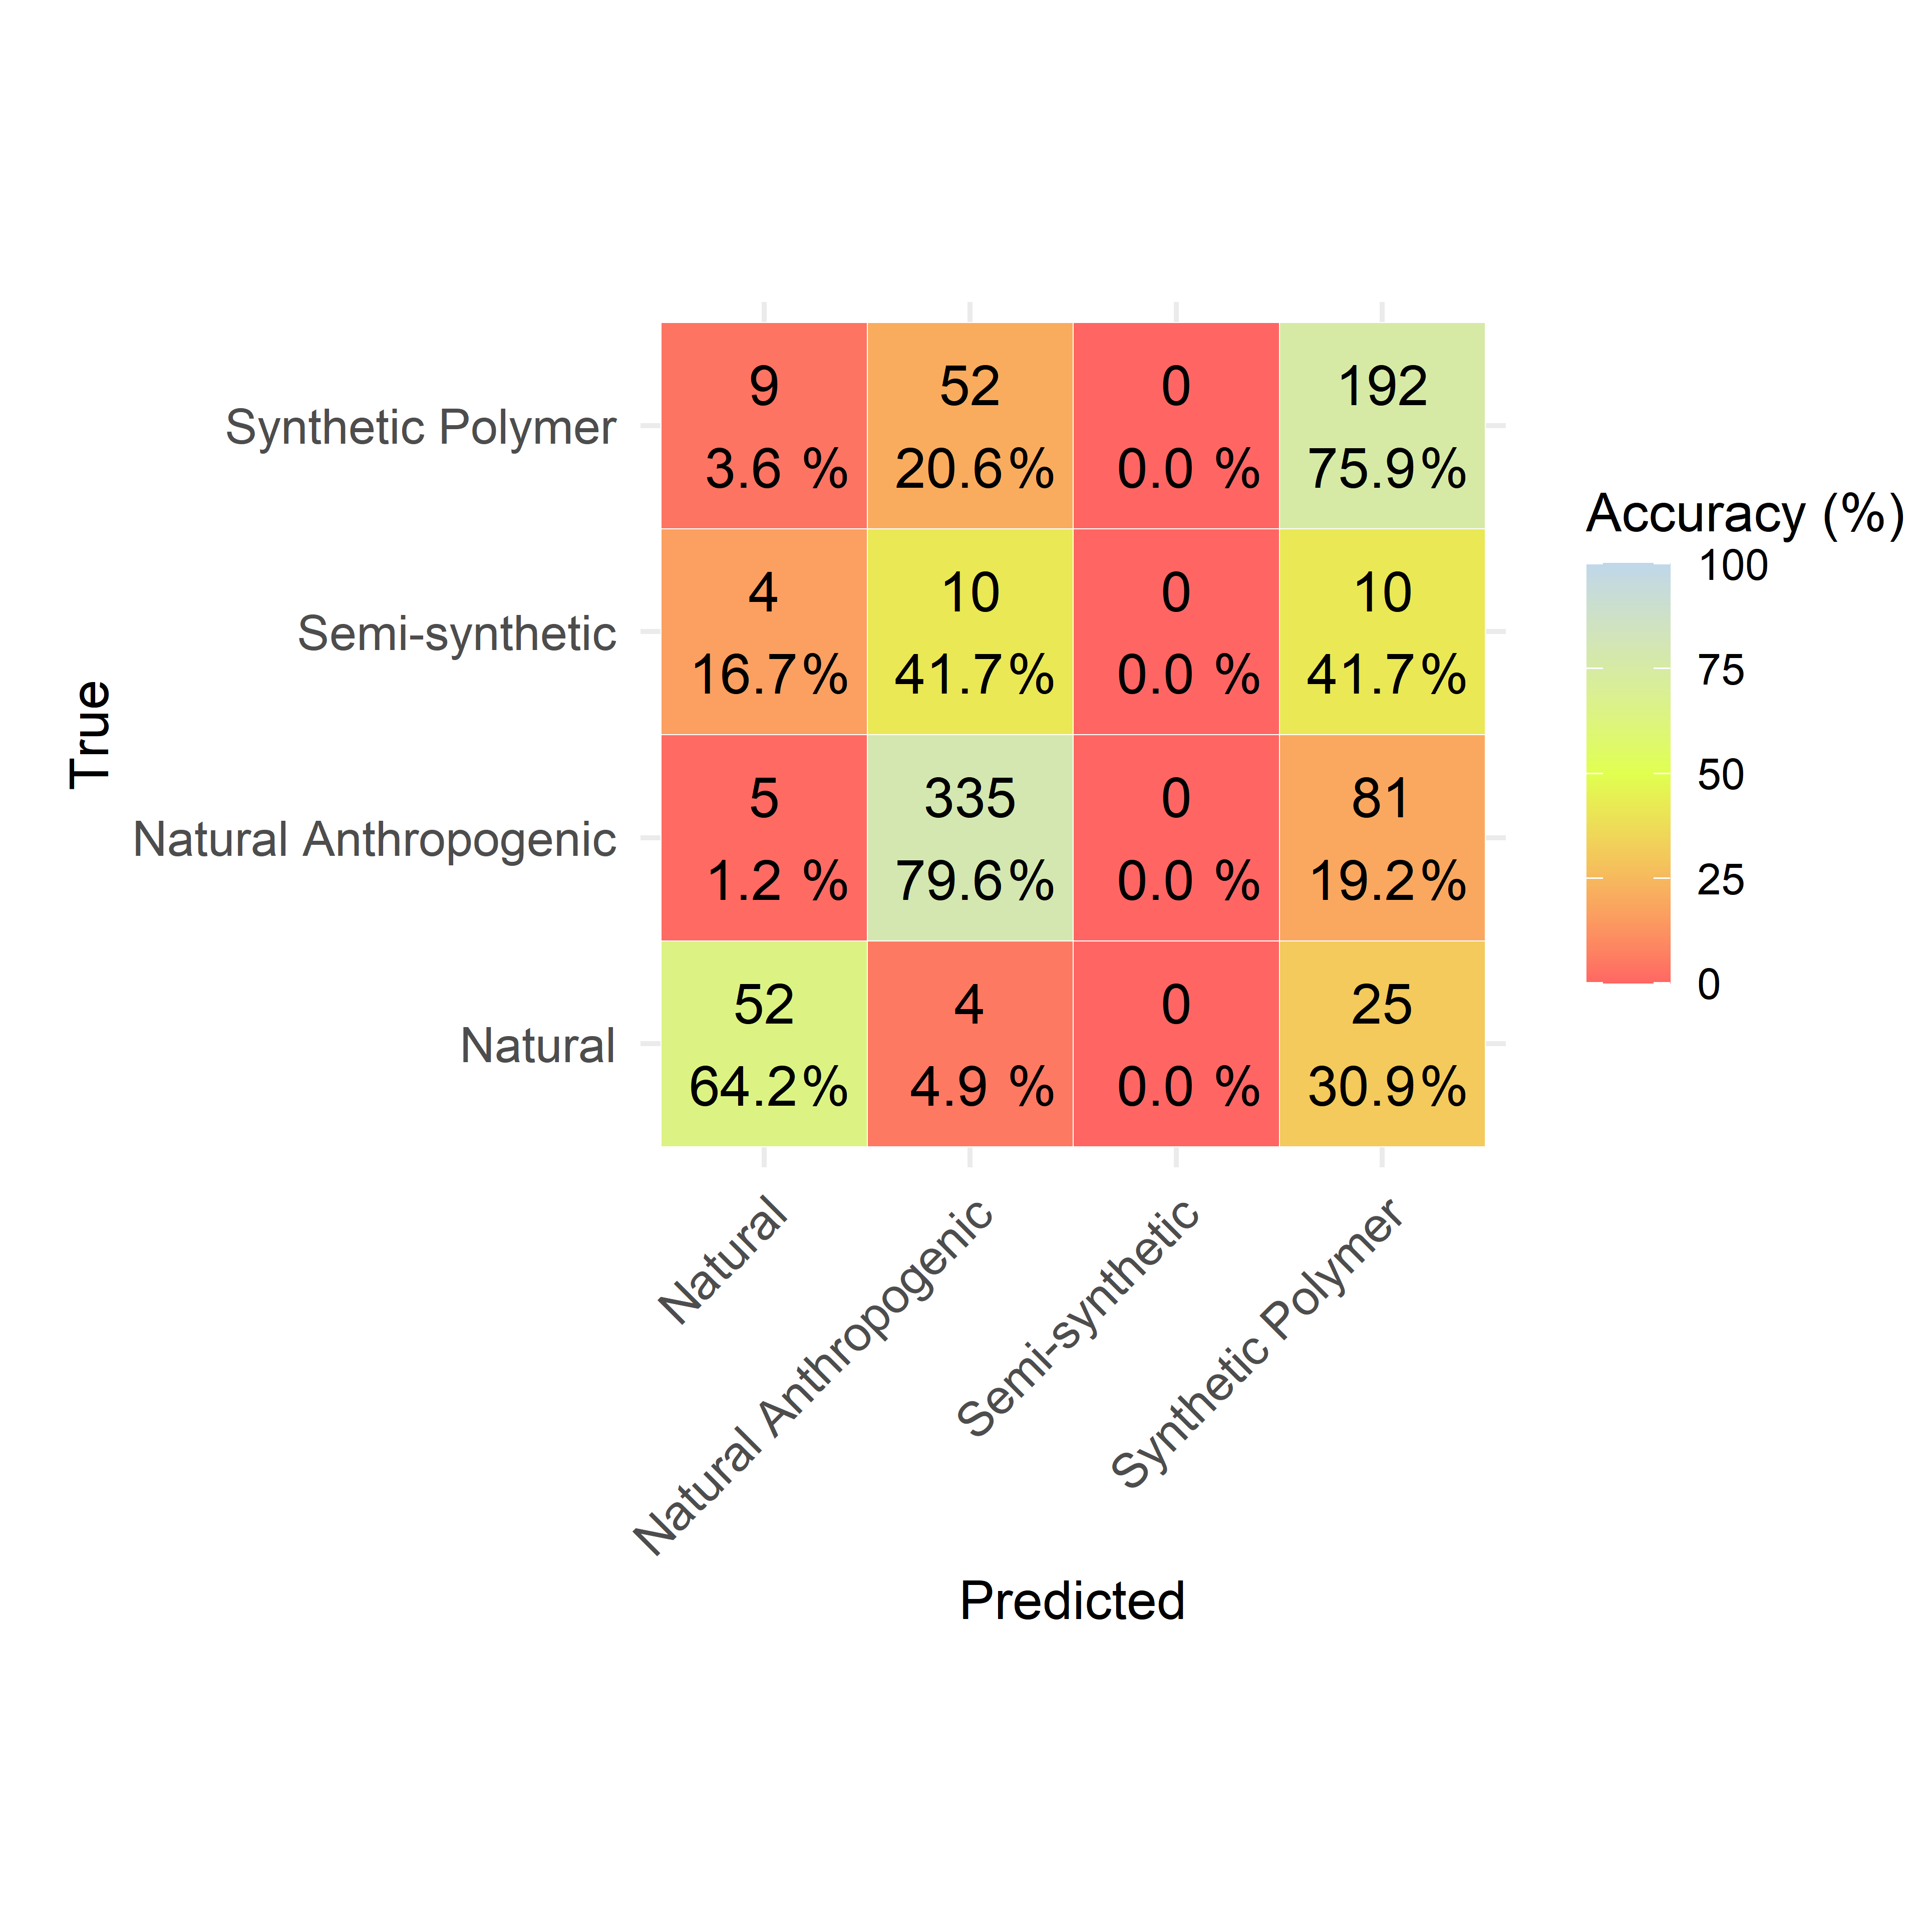 9 52 0 192
Synthetic Polymer
3.6 % 20.6% 0.0 % 75.9%
Accuracy (%)
100
4 10 0 10
Semi-synthetic
16.7% 41.7% 0.0 % 41.7%
75
True
50
5 335 0 81
Natural Anthropogenic
1.2 % 79.6% 0.0 % 19.2%
25
0
52 4 0 25
Natural
64.2% 4.9 % 0.0 % 30.9%
Natural
Natural Anthropogenic
Semi-synthetic
Synthetic Polymer
Predicted